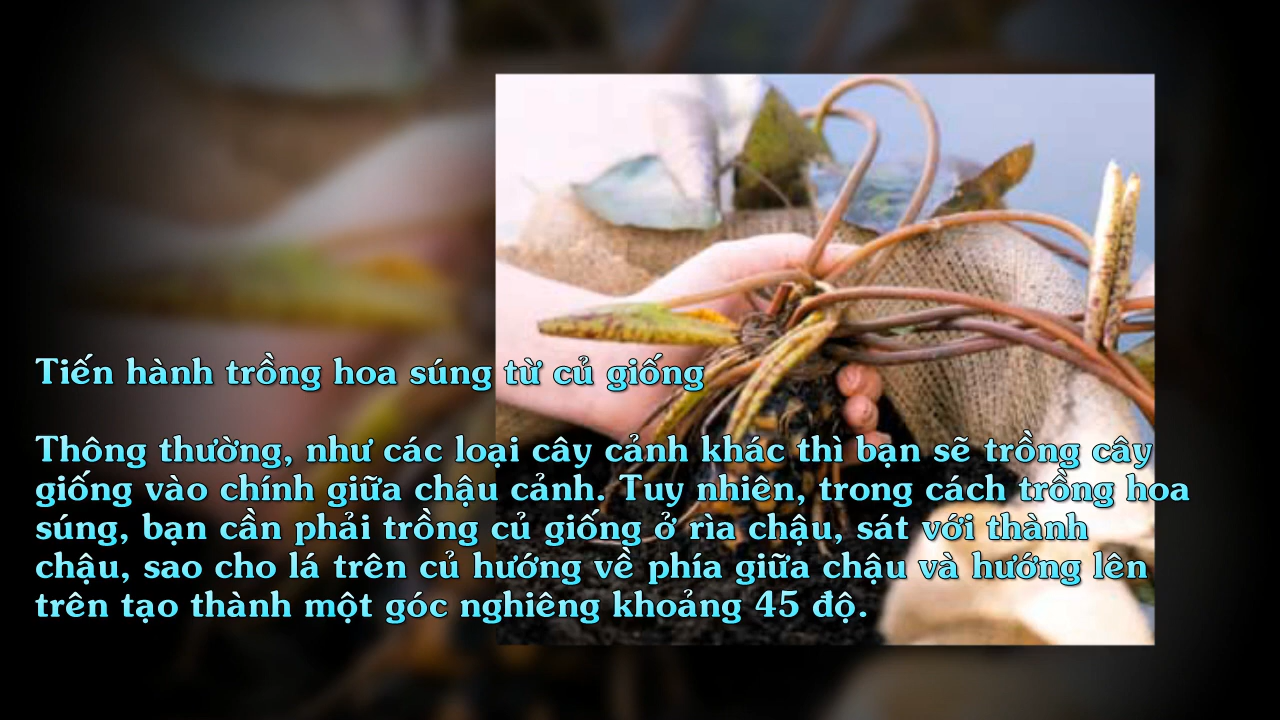 Tiến hành trồng hoa súng từ củ giống
Thông thường, như các loại cây cảnh khác thì bạn sẽ trồng cây
giống vào chính giữa chậu cảnh. Tuy nhiên, trong cách trồng hoa
súng, bạn cần phải trồng củ giống ở rìa chậu, sát với thành
chậu, sao cho lá trên củ hướng về phía giữa chậu và hướng lên
trên tạo thành một góc nghiêng khoảng 45 độ.